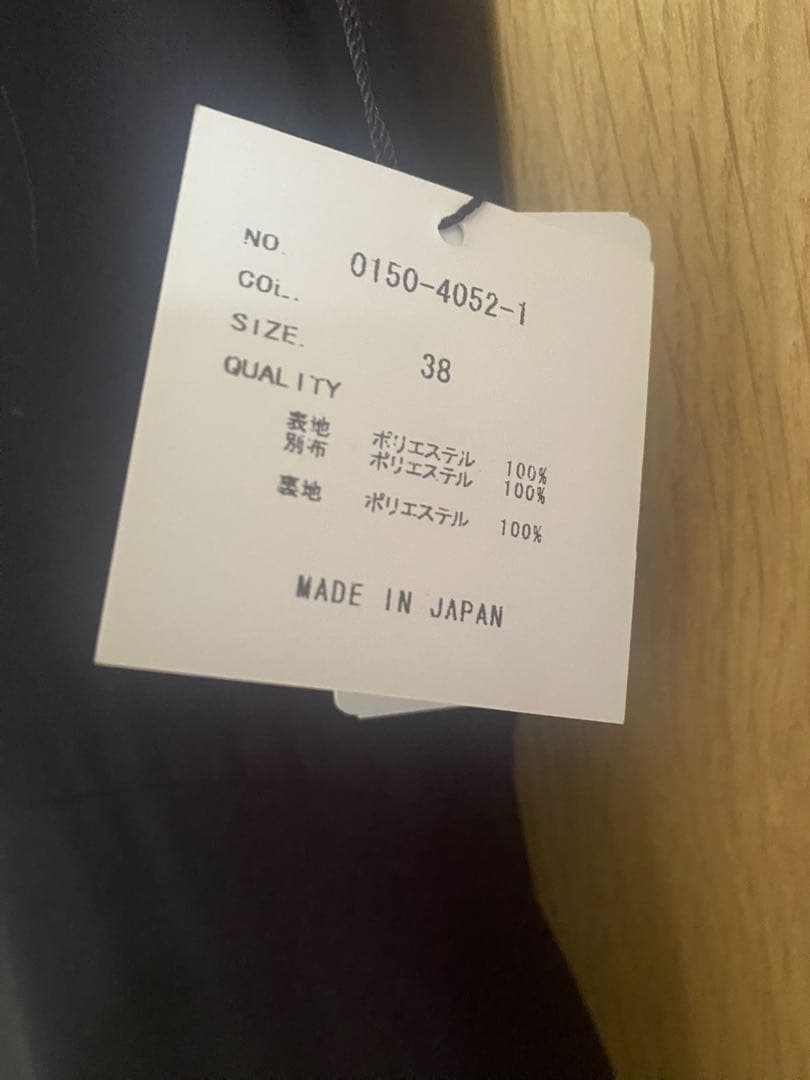 NO. 0150-4052-1
COL.
SIZE. 38
QUALITY
表地 ポリエステル 100%
別布 ポリエステル 100%
裏地 ポリエステル 100%
MADE IN JAPAN